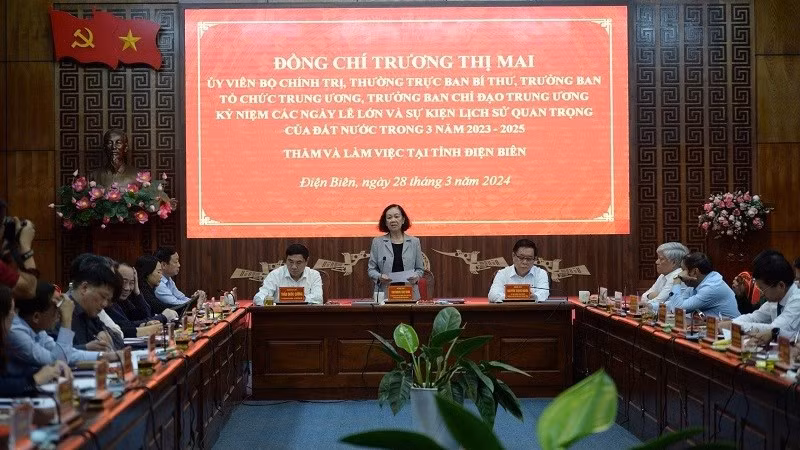 ĐỒNG CHÍ TRƯƠNG THỊ MAI
ỦY VIÊN BỘ CHÍNH TRỊ, THƯỜNG TRỰC BAN BÍ THƯ, TRƯỞNG BAN
TỔ CHỨC TRUNG ƯƠNG, TRƯỞNG BAN CHỈ ĐẠO TRUNG ƯƠNG
KỶ NIỆM CÁC NGÀY LỄ LỚN VÀ SỰ KIỆN LỊCH SỬ QUAN TRỌNG
CỦA ĐẤT NƯỚC TRONG 3 NĂM 2023 - 2025
THĂM VÀ LÀM VIỆC TẠI TỈNH ĐIỆN BIÊN
Điện Biên, ngày 28 tháng 3 năm 2024